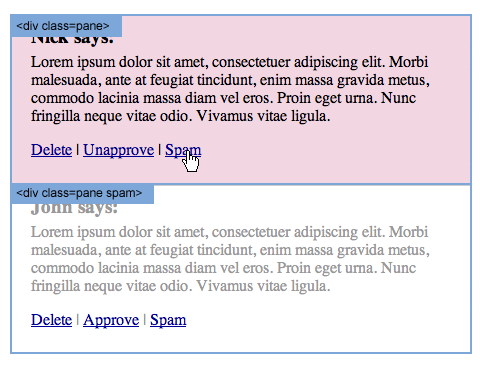 <div class=pane>
Nick says:
Lorem ipsum dolor sit amet, consectetuer adipiscing elit. Morbi
malesuada, ante at feugiat tincidunt, enim massa gravida metus,
commodo lacinia massa diam vel eros. Proin eget urna. Nunc
fringilla neque vitae odio. Vivamus vitae ligula.
Delete | Unapprove | Spam
<div class=pane spam>
John says:
Lorem ipsum dolor sit amet, consectetuer adipiscing elit. Morbi
malesuada, ante at feugiat tincidunt, enim massa gravida metus,
commodo lacinia massa diam vel eros. Proin eget urna. Nunc
fringilla neque vitae odio. Vivamus vitae ligula.
Delete | Approve | Spam